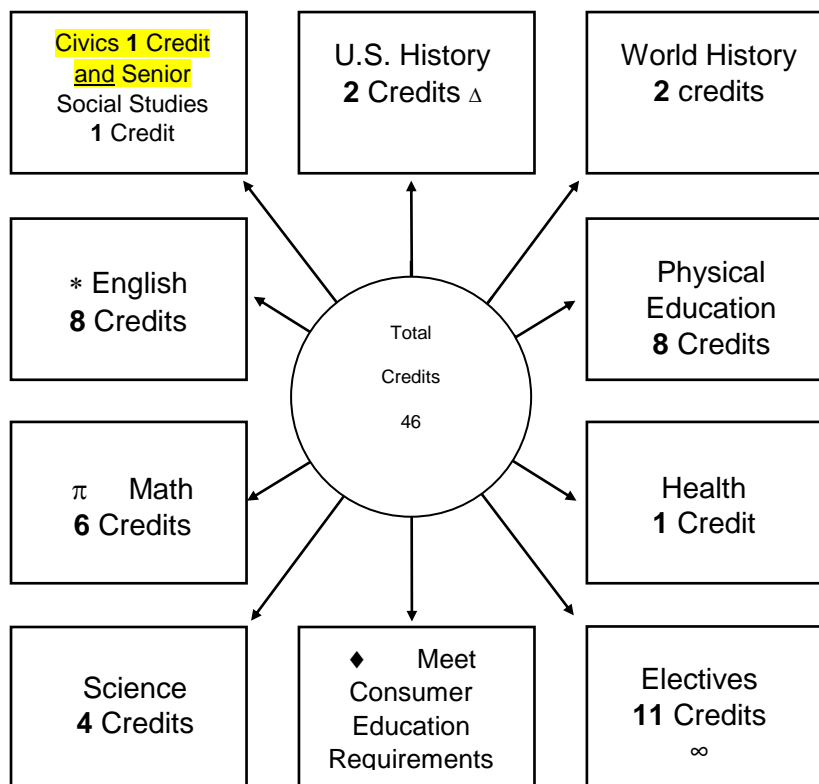 Civics 1 Credit
and Senior
Social Studies
1 Credit
U.S. History
2 Credits Δ
World History
2 credits
* English
8 Credits
Total
Credits
46
Physical
Education
8 Credits
π Math
6 Credits
Health
1 Credit
Science
4 Credits
♦ Meet
Consumer
Education
Requirements
Electives
11 Credits
∞